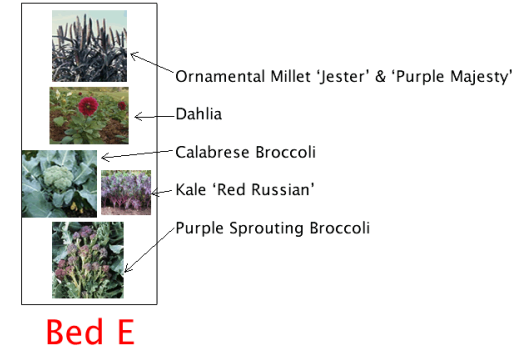 Ornamental Millet ‘Jester’ & ‘Purple Majesty’
Dahlia
Calabrese Broccoli
Kale ‘Red Russian’
Purple Sprouting Broccoli
Bed E